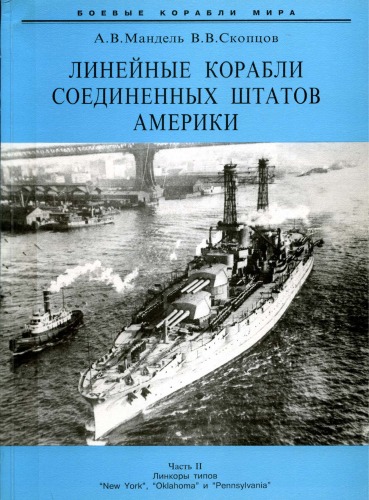 БОЕВЫЕ КОРАБЛИ МИРА
А.В.Мандель В.В.Скопцов
ЛИНЕЙНЫЕ КОРАБЛИ
СОЕДИНЕННЫХ ШТАТОВ
АМЕРИКИ
Часть II
Линкоры типов
"New York", "Oklahoma" и "Pennsylvania"